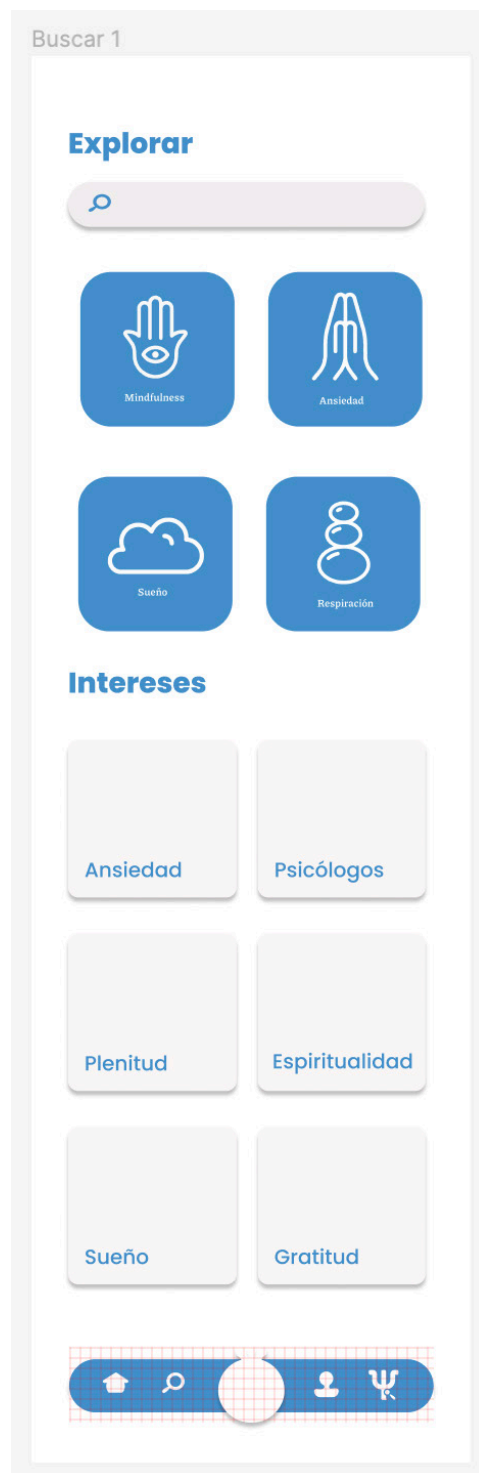 Buscar 1
Explorar
Mindfulness
Ansiedad
Sueño
Respiración
Intereses
Ansiedad
Psicólogos
Plenitud
Espiritualidad
Sueño
Gratitud